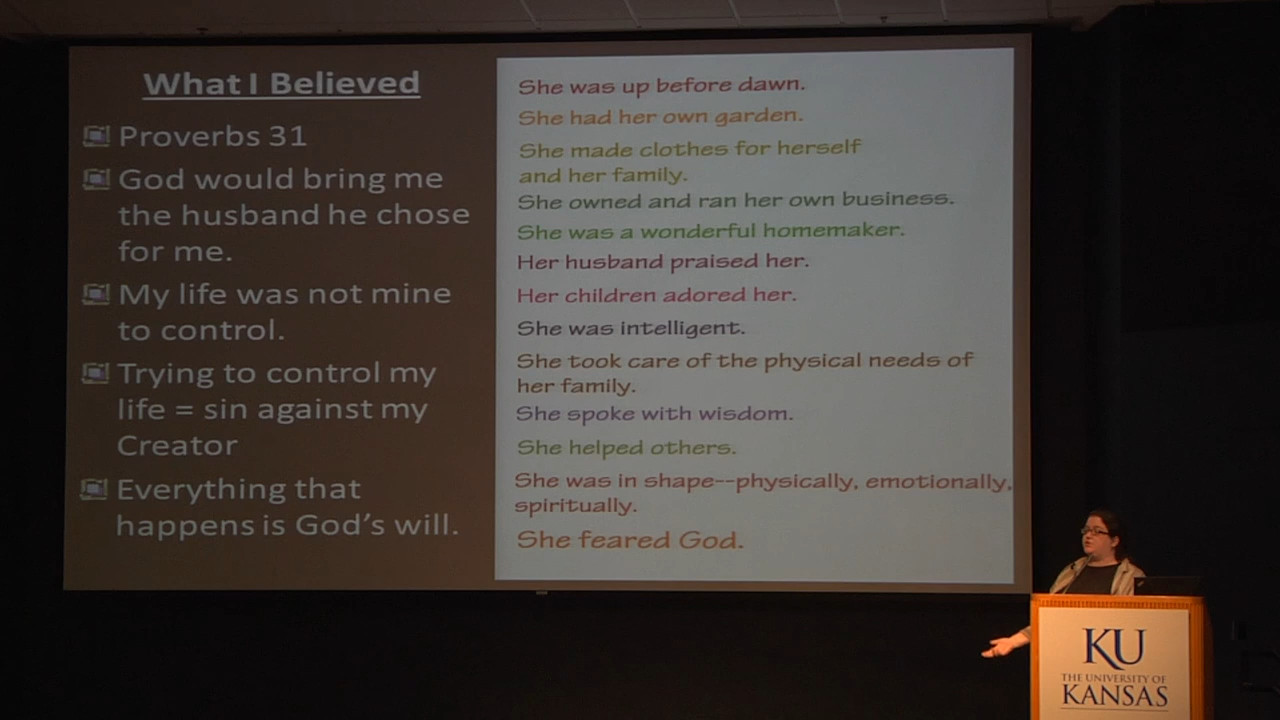 What I Believed
Proverbs 31
God would bring me
the husband he chose
for me.
My life was not mine
to control.
Trying to control my
life = sin against my
Creator
Everything that
happens is God's will.
She was up before dawn.
She had her own garden.
She made clothes for herself
and her family.
She owned and ran her own business.
She was a wonderful homemaker.
Her husband praised her.
Her children adored her.
She was intelligent.
She took care of the physical needs of
her family.
She spoke with wisdom.
She helped others.
She was in shape--physically, emotionally,
spiritually.
She feared God.
KU
THE UNIVERSITY OF
KANSAS